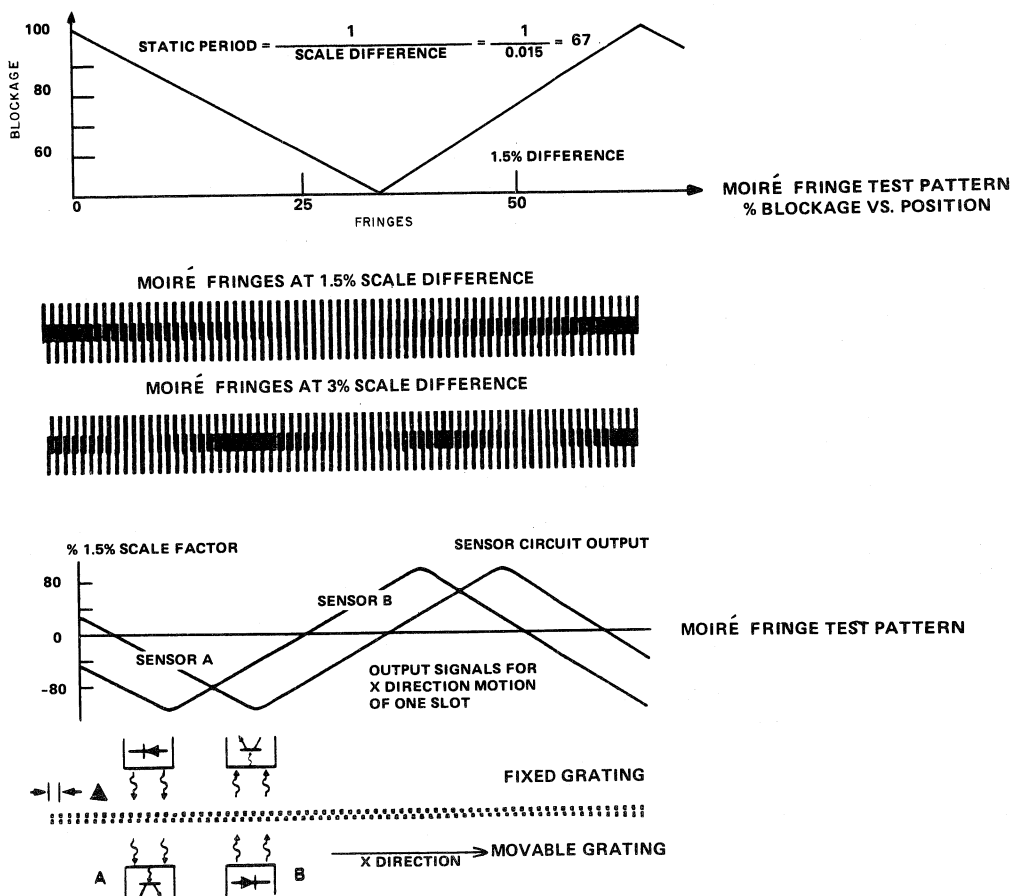 100
80
60
BLOCKAGE
STATIC PERIOD = 1 / SCALE DIFFERENCE = 1 / 0.015 = 67
1.5% DIFFERENCE
0
25
50
FRINGES
MOIRÉ FRINGE TEST PATTERN
% BLOCKAGE VS. POSITION
MOIRÉ FRINGES AT 1.5% SCALE DIFFERENCE
MOIRÉ FRINGES AT 3% SCALE DIFFERENCE
% 1.5% SCALE FACTOR
SENSOR CIRCUIT OUTPUT
80
0
-80
SENSOR B
SENSOR A
MOIRÉ FRINGE TEST PATTERN
OUTPUT SIGNALS FOR
X DIRECTION MOTION
OF ONE SLOT
FIXED GRATING
A
B
X DIRECTION
MOVABLE GRATING